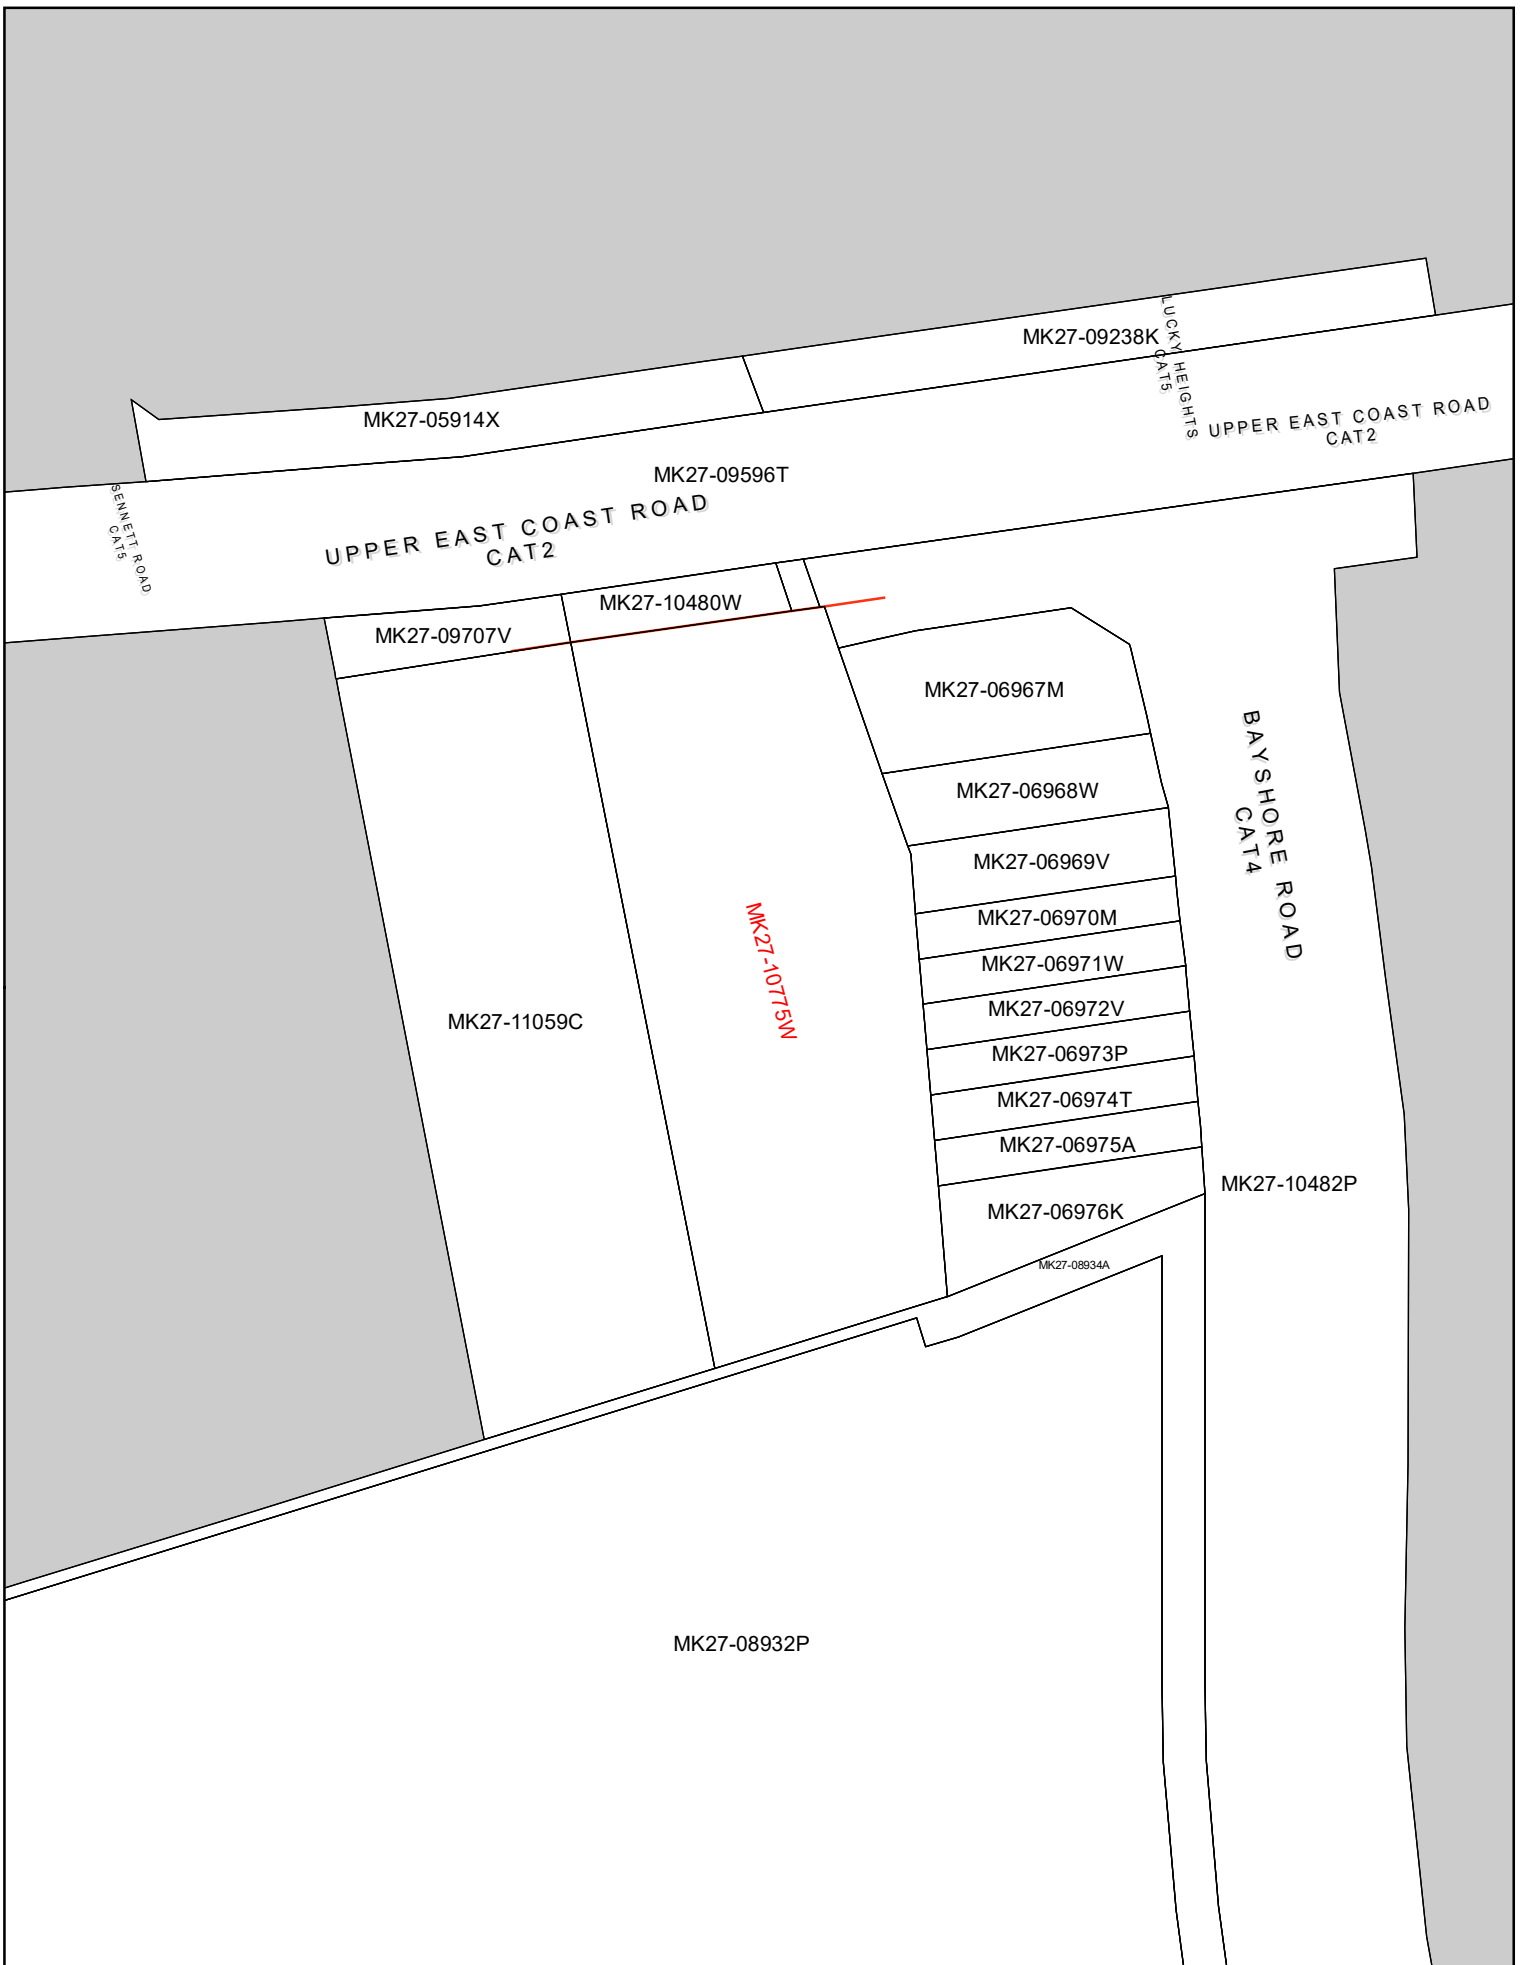 MK27-09238K
LUCKY HEIGHTS
CAT5
MK27-05914X
UPPER EAST COAST ROAD
CAT2
MK27-09596T
SENNETT ROAD
CAT5
UPPER EAST COAST ROAD
CAT2
MK27-10480W
MK27-09707V
MK27-06967M
BAYSHORE ROAD
CAT4
MK27-06968W
MK27-06969V
MK27-06970M
MK27-10775W
MK27-06971W
MK27-06972V
MK27-11059C
MK27-06973P
MK27-06974T
MK27-06975A
MK27-10482P
MK27-06976K
MK27-08934A
MK27-08932P